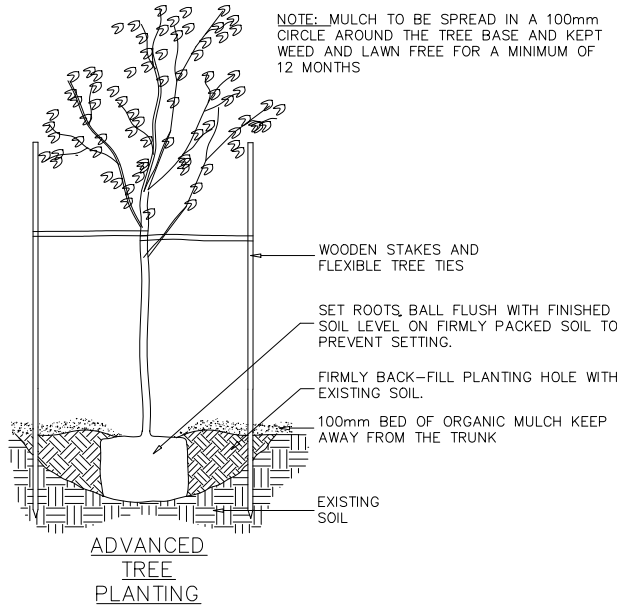 NOTE: MULCH TO BE SPREAD IN A 100mm
CIRCLE AROUND THE TREE BASE AND KEPT
WEED AND LAWN FREE FOR A MINIMUM OF
12 MONTHS
WOODEN STAKES AND
FLEXIBLE TREE TIES
SET ROOTS, BALL FLUSH WITH FINISHED
SOIL LEVEL ON FIRMLY PACKED SOIL TO
PREVENT SETTING.
FIRMLY BACK-FILL PLANTING HOLE WITH
EXISTING SOIL.
100mm BED OF ORGANIC MULCH KEEP
AWAY FROM THE TRUNK
EXISTING
SOIL
ADVANCED
TREE
PLANTING